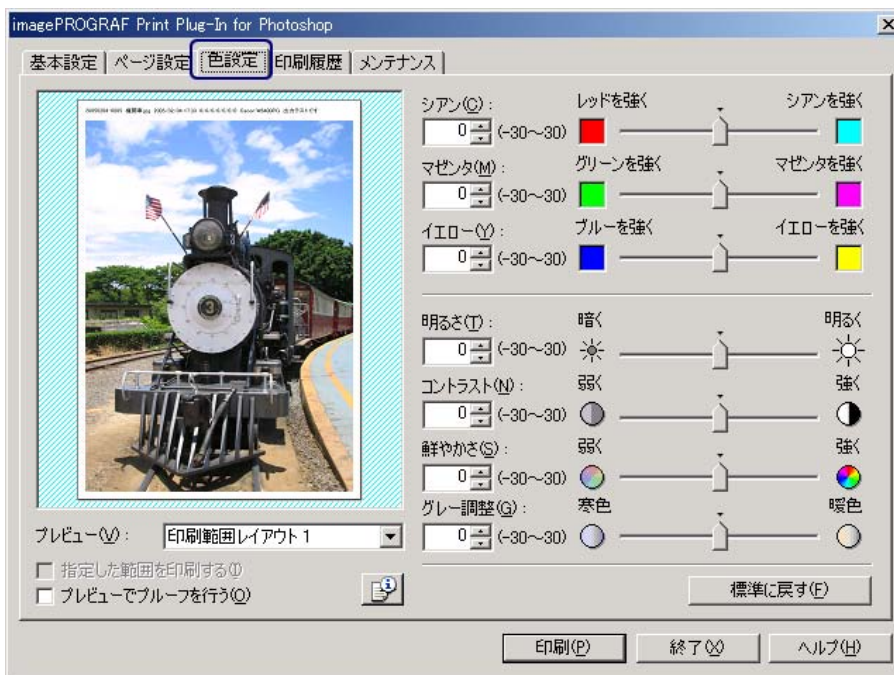 imagePROGRAF Print Plug-In for Photoshop
基本設定 ページ設定 色設定 印刷履歴 メンテナンス
シアン(C) : レッドを強く シアンを強く
0 (-30～30)
マゼンタ(M) : グリーンを強く マゼンタを強く
0 (-30～30)
イエロー(Y) : ブルーを強く イエローを強く
0 (-30～30)
明るさ(T) : 暗く 明るく
0 (-30～30)
コントラスト(N) : 弱く 強く
0 (-30～30)
鮮やかさ(S) : 弱く 強く
0 (-30～30)
グレー調整(G) : 寒色 暖色
0 (-30～30)
3
プレビュー(V) : 印刷範囲レイアウト 1
指定した範囲を印刷する(I)
プレビューでプルーフを行う(O)
標準に戻す(F)
印刷(P) 終了(X) ヘルプ(H)